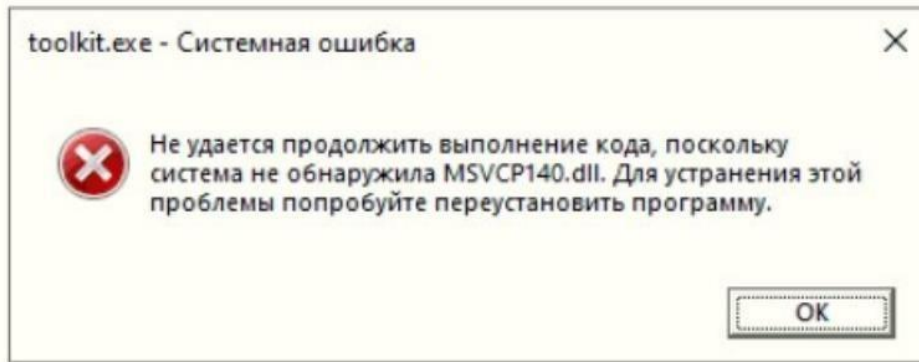 toolkit.exe - Системная ошибка
Не удается продолжить выполнение кода, поскольку
система не обнаружила MSVCP140.dll. Для устранения этой
проблемы попробуйте переустановить программу.
OK